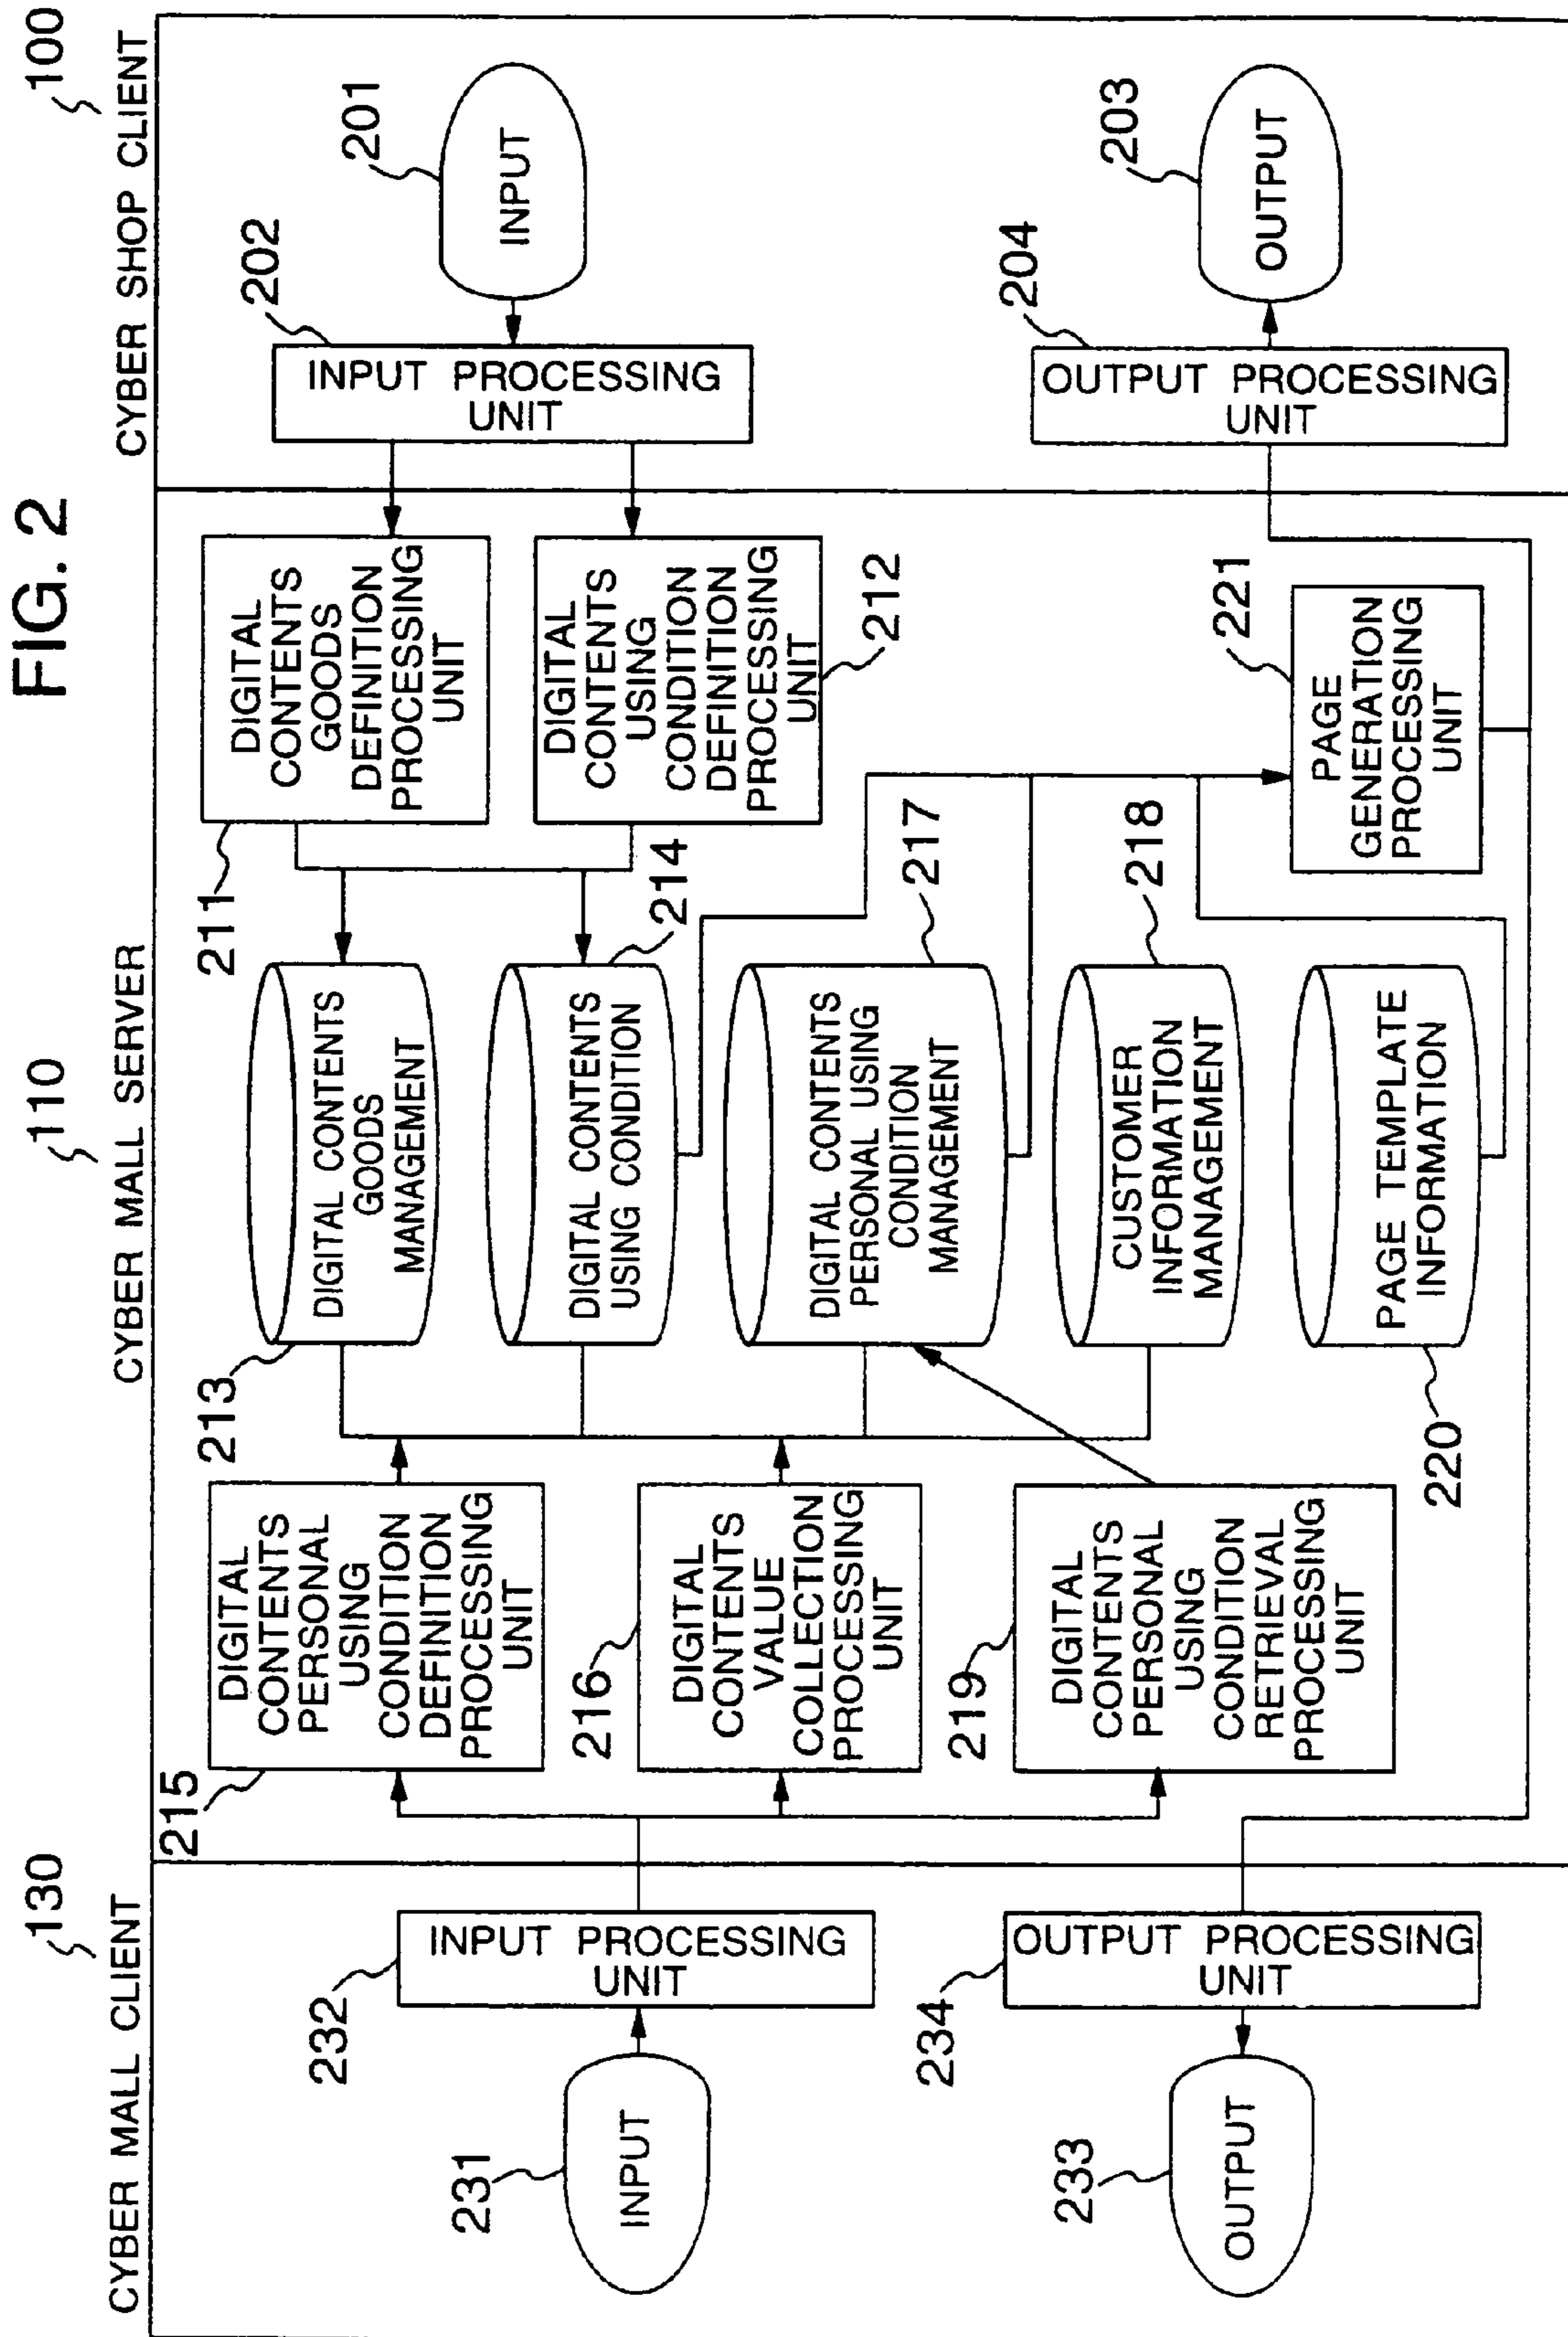 FIG. 2
130
CYBER MALL CLIENT
110
CYBER MALL SERVER
100
CYBER SHOP CLIENT
231
INPUT
232
INPUT PROCESSING
UNIT
233
OUTPUT
234
OUTPUT PROCESSING
UNIT
215
DIGITAL
CONTENTS
PERSONAL
USING
CONDITION
DEFINITION
PROCESSING
UNIT
216
DIGITAL
CONTENTS
VALUE
COLLECTION
PROCESSING
UNIT
219
DIGITAL
CONTENTS
PERSONAL
USING
CONDITION
RETRIEVAL
PROCESSING
UNIT
213
DIGITAL CONTENTS
GOODS
MANAGEMENT
214
DIGITAL CONTENTS
USING CONDITION
217
DIGITAL CONTENTS
PERSONAL USING
CONDITION
MANAGEMENT
218
CUSTOMER
INFORMATION
MANAGEMENT
220
PAGE TEMPLATE
INFORMATION
211
DIGITAL
CONTENTS
GOODS
DEFINITION
PROCESSING
UNIT
212
DIGITAL
CONTENTS
USING
CONDITION
DEFINITION
PROCESSING
UNIT
221
PAGE
GENERATION
PROCESSING
UNIT
202
INPUT PROCESSING
UNIT
201
INPUT
204
OUTPUT PROCESSING
UNIT
203
OUTPUT